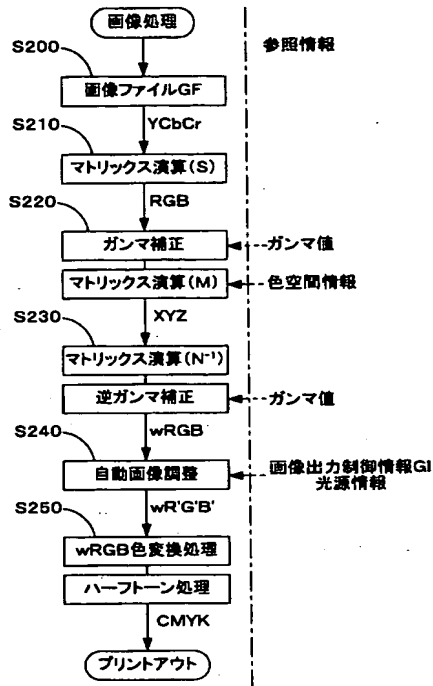 画像処理
参照情報
S200
画像ファイルGF
YCbCr
S210
マトリックス演算(S)
RGB
S220
ガンマ補正
ガンマ値
マトリックス演算(M)
色空間情報
XYZ
S230
マトリックス演算(N⁻¹)
逆ガンマ補正
ガンマ値
wRGB
S240
自動画像調整
画像出力制御情報GI
光源情報
wR'G'B'
S250
wRGB色変換処理
ハーフトーン処理
CMYK
プリントアウト